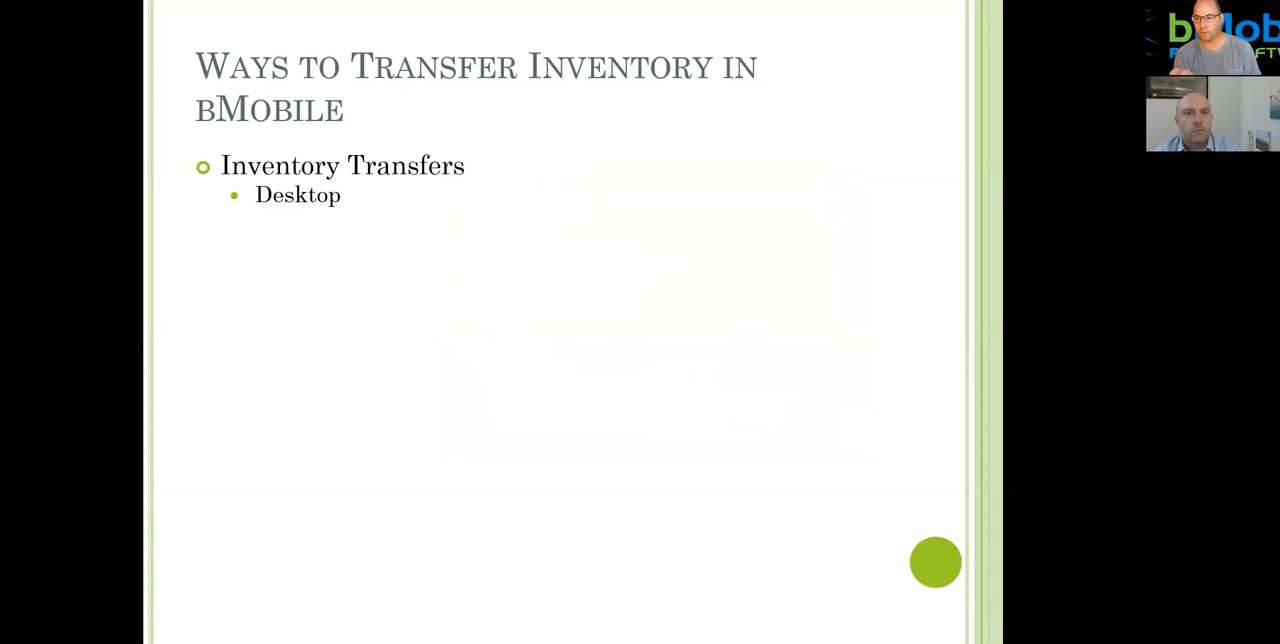 WAYS TO TRANSFER INVENTORY IN
BMOBILE
Inventory Transfers
Desktop